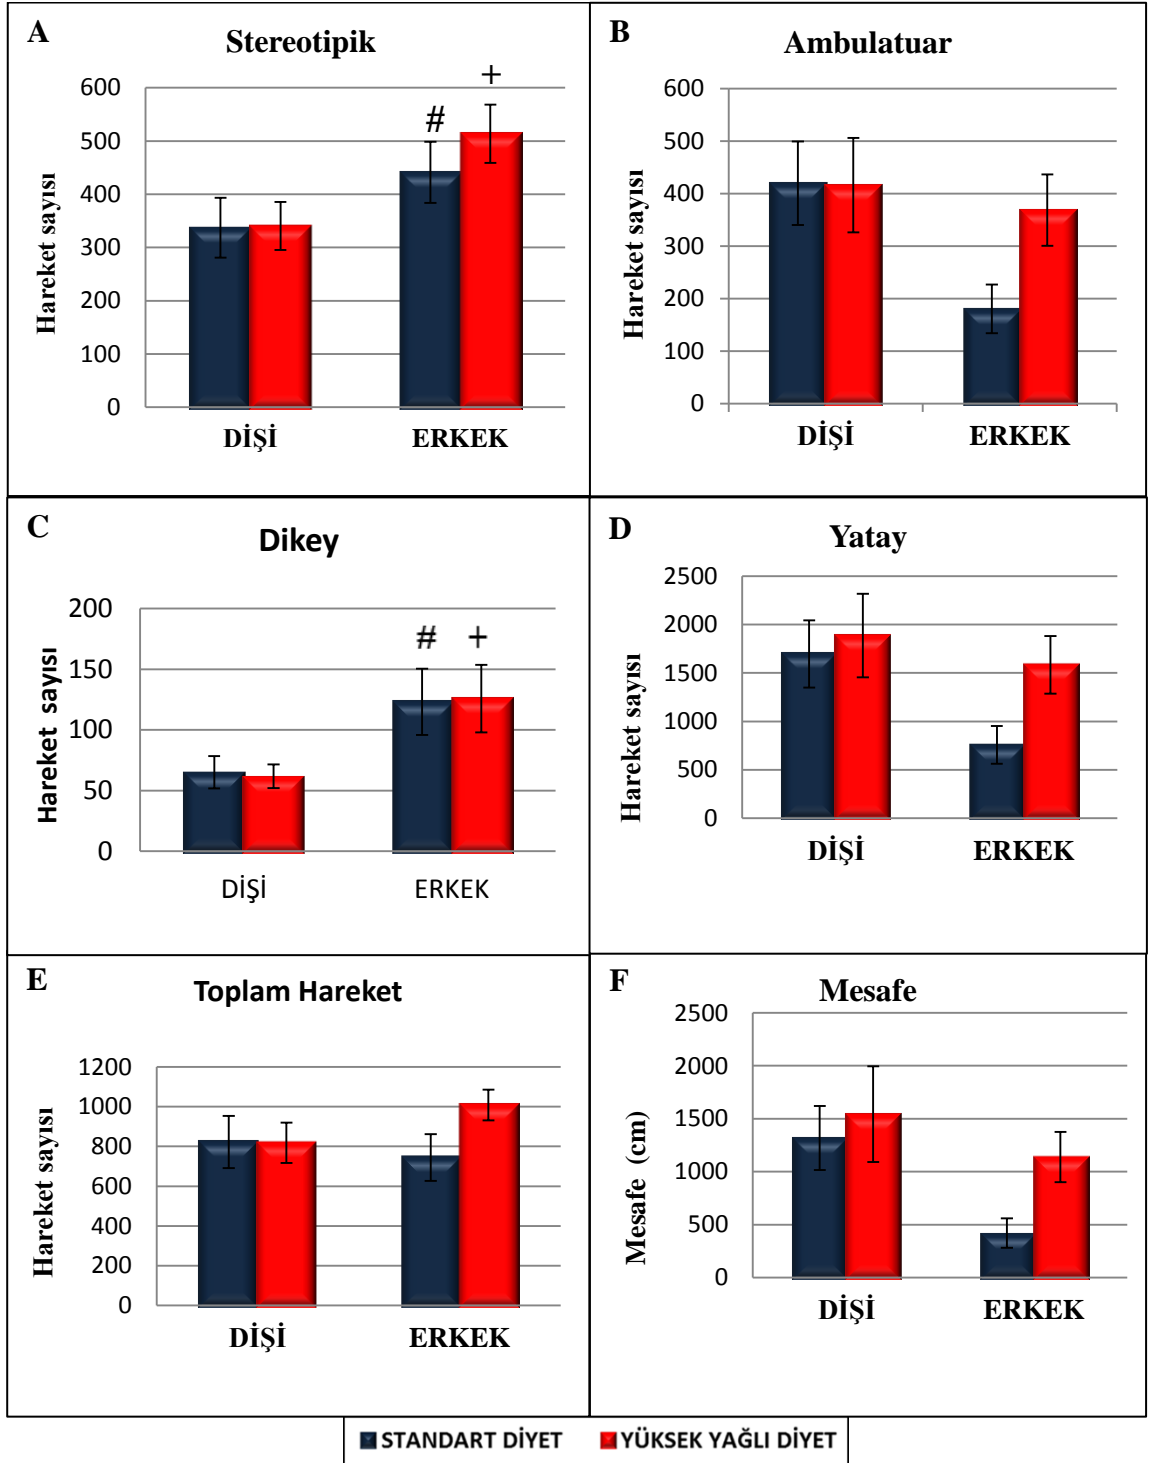 A
Stereotipik
Hareket sayısı
600
500
400
300
200
100
0
#
+
DİŞİ
ERKEK
B
Ambulatuar
Hareket sayısı
600
500
400
300
200
100
0
DİŞİ
ERKEK
C
Dikey
Hareket sayısı
200
150
100
50
0
#
+
DİŞİ
ERKEK
D
Yatay
Hareket sayısı
2500
2000
1500
1000
500
0
DİŞİ
ERKEK
E
Toplam Hareket
Hareket sayısı
1200
1000
800
600
400
200
0
DİŞİ
ERKEK
F
Mesafe
Mesafe (cm)
2500
2000
1500
1000
500
0
DİŞİ
ERKEK
STANDART DİYET
YÜKSEK YAĞLI DİYET